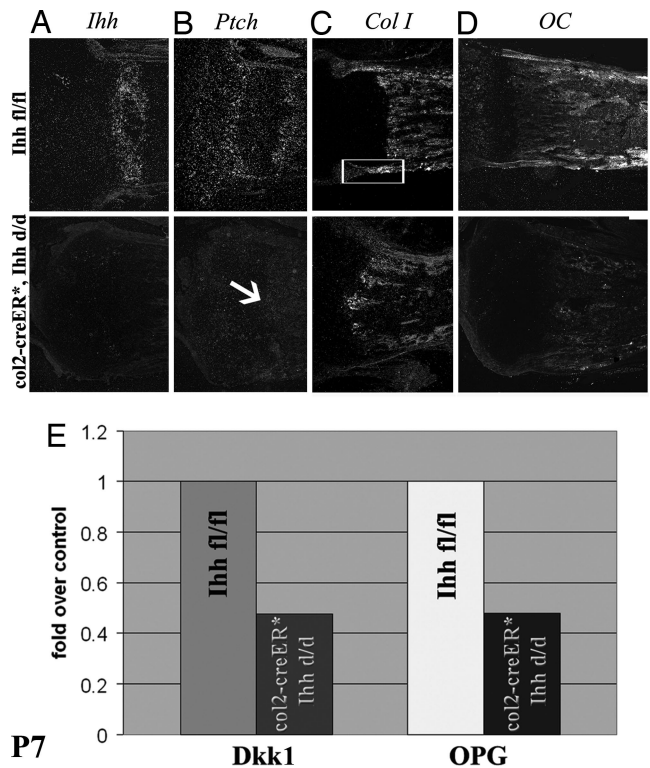 A Ihh B Ptch C Col I D OC
Ihh fl/fl
col2-creER*, Ihh d/d
E
1.2
1
0.8
0.6
0.4
0.2
0
fold over control
Ihh fl/fl
col2-creER*
Ihh d/d
Ihh fl/fl
col2-creER*
Ihh d/d
P7 Dkk1 OPG